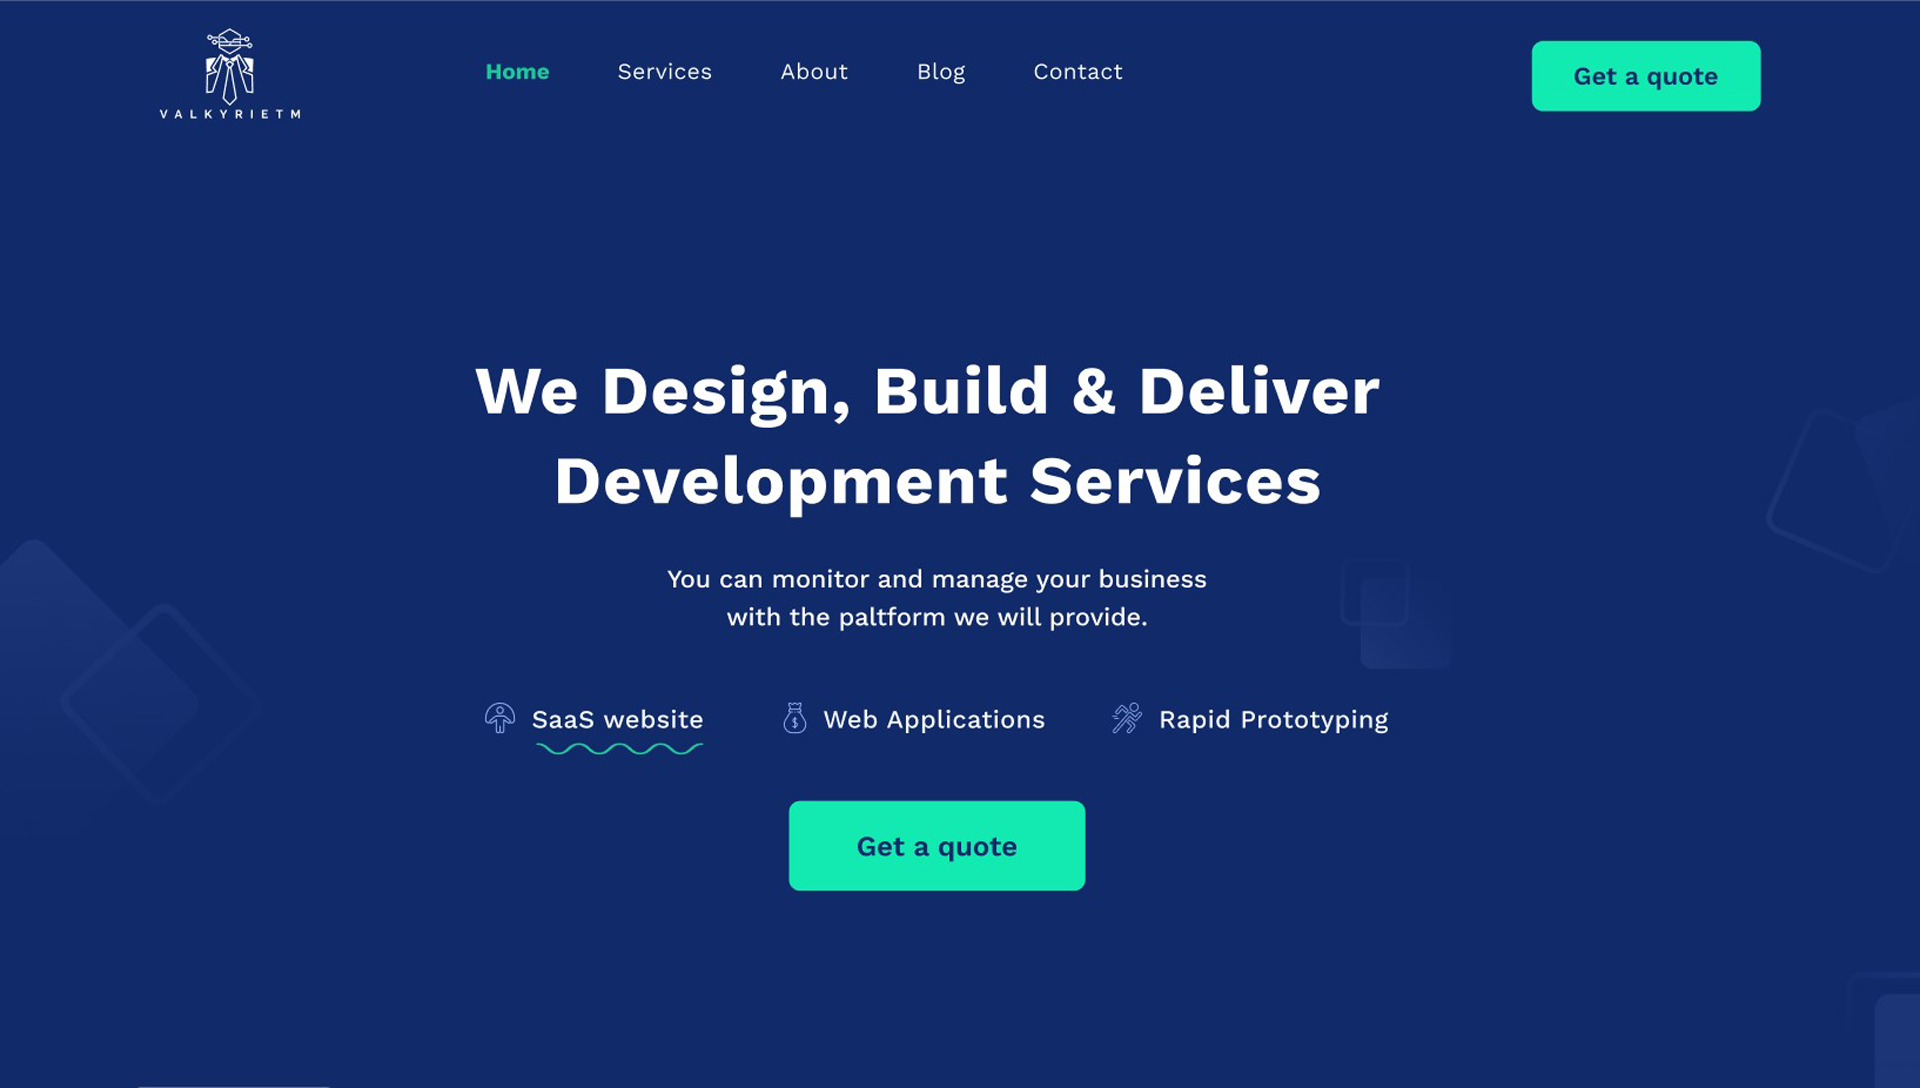 VALKYRIETM
Home Services About Blog Contact
Get a quote
We Design, Build & Deliver
Development Services
You can monitor and manage your business
with the paltform we will provide.
SaaS website Web Applications Rapid Prototyping
Get a quote